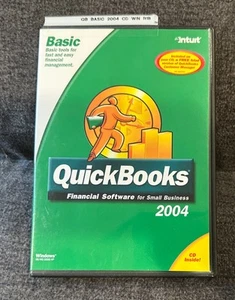 QB BASIC 2004 CD WIN
Basic
Basic tools for
fast and easy
financial
management.
Intuit
QuickBooks
Financial Software for Small Business
2004
Windows
CD
Inside!